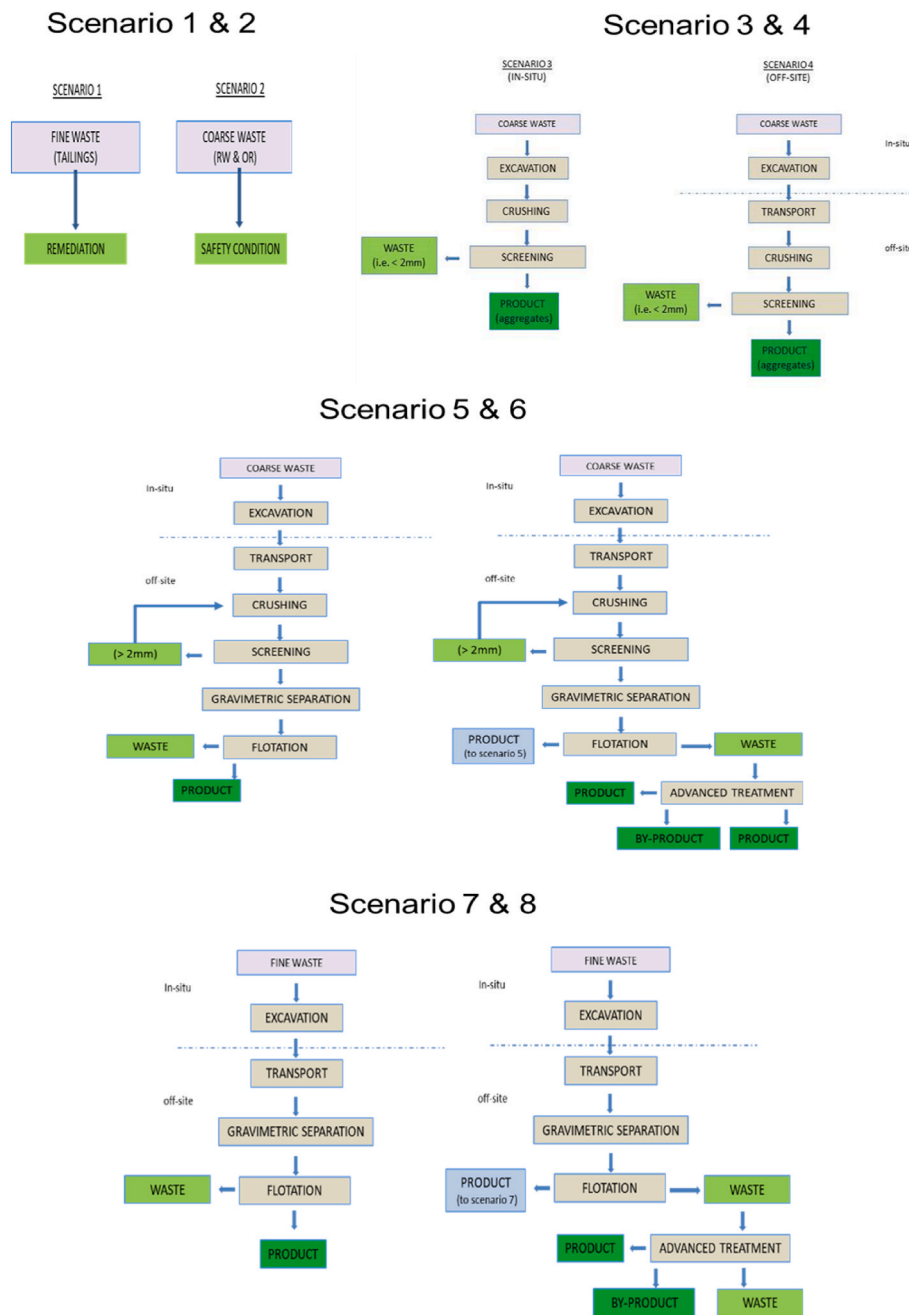 Scenario 1 & 2
SCENARIO 1
FINE WASTE
(TAILINGS)
REMEDIATION
SCENARIO 2
COARSE WASTE
(RW & OR)
SAFETY CONDITION
Scenario 3 & 4
SCENARIO 3
(IN-SITU)
COARSE WASTE
EXCAVATION
CRUSHING
SCREENING
WASTE
(i.e. < 2mm)
PRODUCT
(aggregates)
SCENARIO 4
(OFF-SITE)
COARSE WASTE
In-situ
EXCAVATION
TRANSPORT
off-site
CRUSHING
SCREENING
WASTE
(i.e. < 2mm)
PRODUCT
(aggregates)
Scenario 5 & 6
COARSE WASTE
In-situ
EXCAVATION
TRANSPORT
off-site
CRUSHING
(> 2mm)
SCREENING
GRAVIMETRIC SEPARATION
WASTE
FLOTATION
PRODUCT
COARSE WASTE
In-situ
EXCAVATION
TRANSPORT
off-site
CRUSHING
(> 2mm)
SCREENING
GRAVIMETRIC SEPARATION
PRODUCT
(to scenario 5)
FLOTATION
WASTE
PRODUCT
ADVANCED TREATMENT
BY-PRODUCT
PRODUCT
Scenario 7 & 8
FINE WASTE
In-situ
EXCAVATION
TRANSPORT
off-site
GRAVIMETRIC SEPARATION
WASTE
FLOTATION
PRODUCT
FINE WASTE
In-situ
EXCAVATION
TRANSPORT
off-site
GRAVIMETRIC SEPARATION
PRODUCT
(to scenario 7)
FLOTATION
WASTE
PRODUCT
ADVANCED TREATMENT
BY-PRODUCT
WASTE